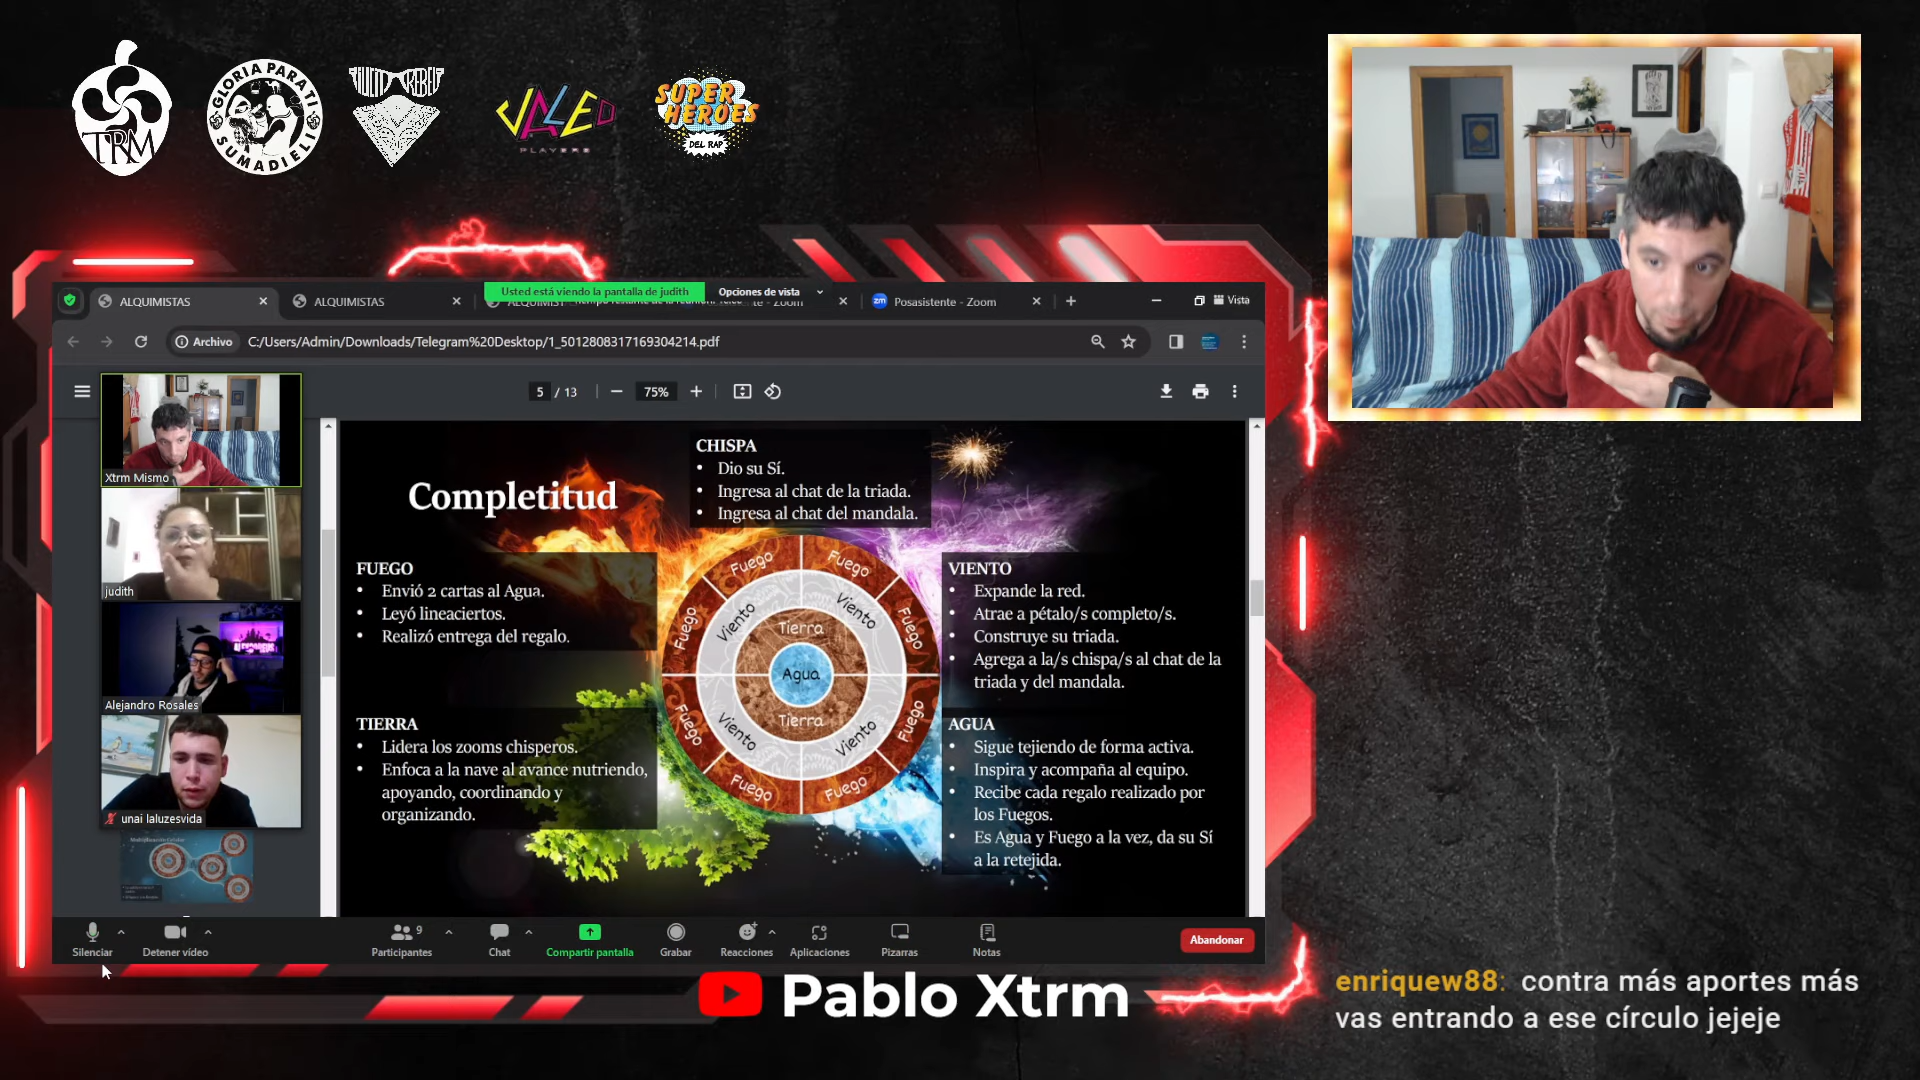 TRM
GLORIA PARATI
SUMADIELI
JALEO
PLAYERS
SUPER
HEROES
DEL RAP
ALQUIMISTAS
ALQUIMISTAS
Usted está viendo la pantalla de judith
Opciones de vista
Posasistente - Zoom
Vista
Archivo
C:/Users/Admin/Downloads/Telegram%20Desktop/1_5012808317169304214.pdf
5 / 13
75%
Xtrm Mismo
judith
Alejandro Rosales
unai laluzesvida
Completitud
CHISPA
• Dio su Sí.
• Ingresa al chat de la triada.
• Ingresa al chat del mandala.
FUEGO
• Envió 2 cartas al Agua.
• Leyó lineaciertos.
• Realizó entrega del regalo.
TIERRA
• Lidera los zooms chisperos.
• Enfoca a la nave al avance nutriendo,
apoyando, coordinando y
organizando.
Fuego
Fuego
Fuego
Fuego
Fuego
Fuego
Fuego
Fuego
Viento
Viento
Viento
Viento
Tierra
Agua
Tierra
VIENTO
• Expande la red.
• Atrae a pétalo/s completo/s.
• Construye su triada.
• Agrega a la/s chispa/s al chat de la
triada y del mandala.
AGUA
• Sigue tejiendo de forma activa.
• Inspira y acompaña al equipo.
• Recibe cada regalo realizado por
los Fuegos.
• Es Agua y Fuego a la vez, da su Sí
a la retejida.
Silenciar
Detener vídeo
Participantes
9
Chat
Compartir pantalla
Grabar
Reacciones
Aplicaciones
Pizarras
Notas
Abandonar
Pablo Xtrm
enriquew88: contra más aportes más
vas entrando a ese círculo jejeje